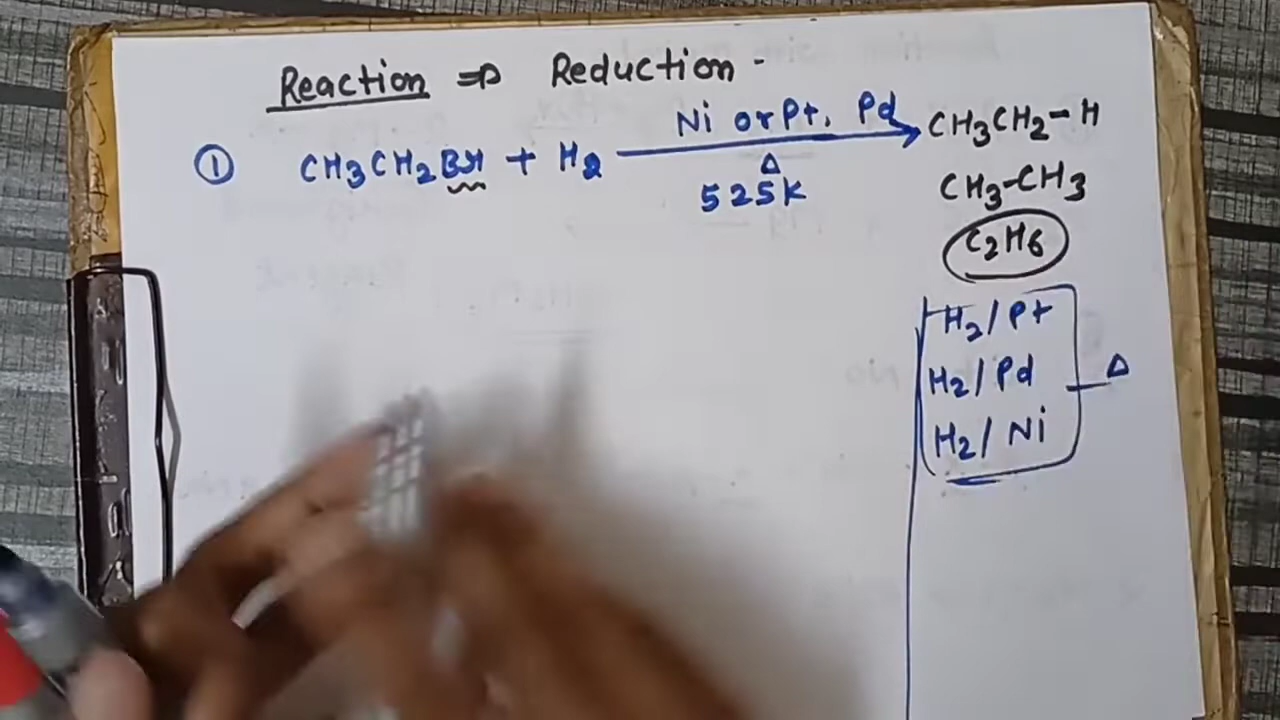 Reaction ⇒ Reduction -
Ni or Pt, Pd
① CH3CH2Br + H2 ⟶ CH3CH2-H
Δ
525K
CH3-CH3
C2H6
H2/Pt
H2/Pd - Δ
H2/Ni